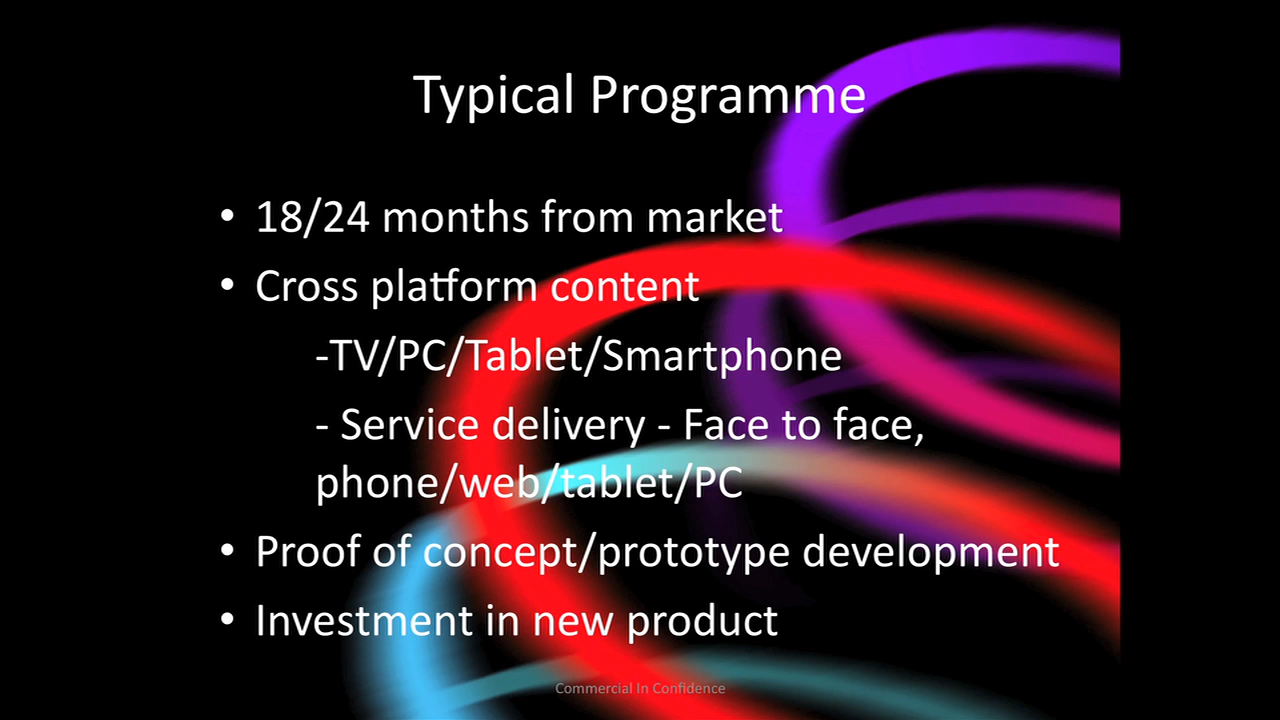 Typical Programme
• 18/24 months from market
• Cross platform content
-TV/PC/Tablet/Smartphone
- Service delivery - Face to face,
phone/web/tablet/PC
• Proof of concept/prototype development
• Investment in new product
Commercial In Confidence